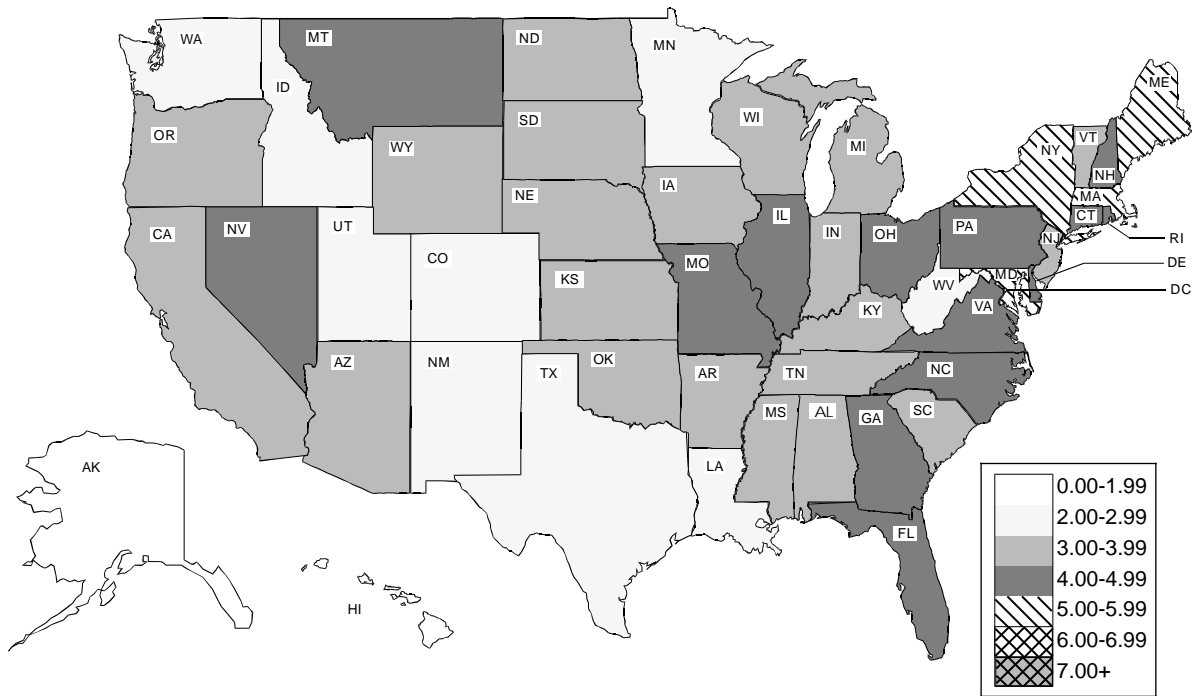 WA
MT
ND
MN
ID
OR
SD
WI
WY
MI
ME
NY
VT
NH
MA
CT
RI
IA
NE
CA
NV
UT
CO
IL
IN
OH
PA
NJ
DE
DC
MD
MO
KS
WV
VA
KY
AZ
NM
TX
OK
AR
TN
NC
MS
AL
GA
SC
LA
FL
AK
HI
0.00-1.99
2.00-2.99
3.00-3.99
4.00-4.99
5.00-5.99
6.00-6.99
7.00+